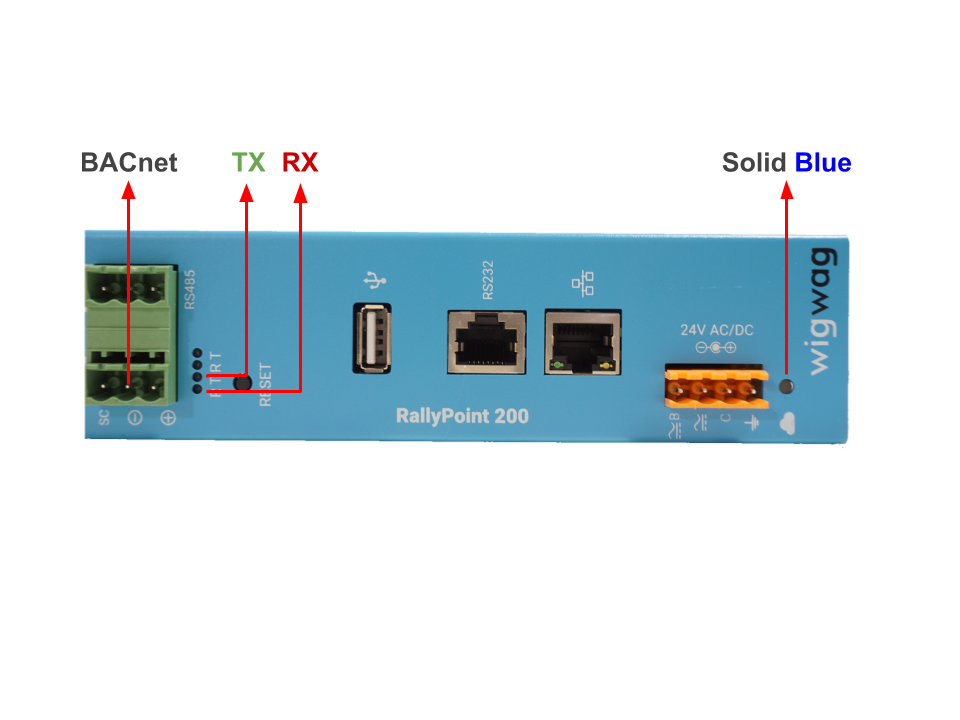 BACnet TX RX Solid Blue
RS485
RS232
24V AC/DC
wigwag
R T R T
RESET
RallyPoint 200
SC
B
C